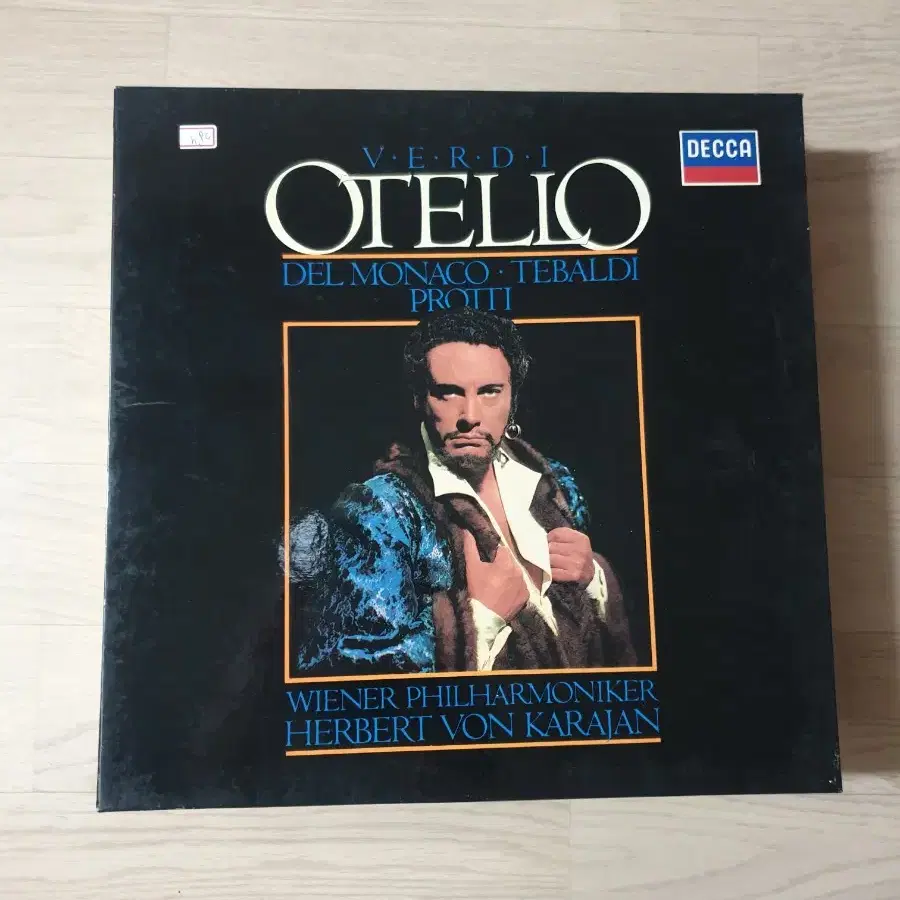 V·E·R·D·I
DECCA
OTELLO
DEL MONACO · TEBALDI
PROTTI
WIENER PHILHARMONIKER
HERBERT VON KARAJAN